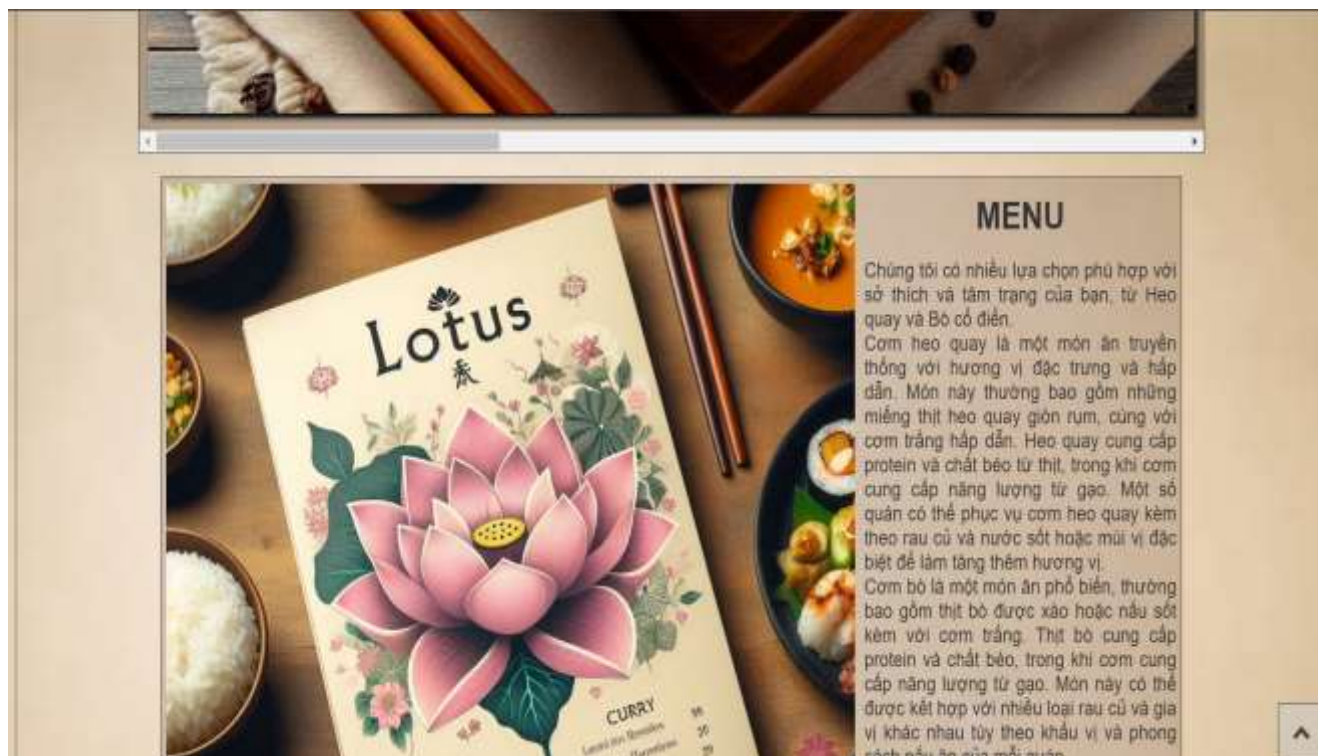 Lotus
CURRY
MENU
Chúng tôi có nhiều lựa chọn phù hợp với
sở thích và tâm trạng của bạn, từ Heo
quay và Bò cổ điển.
Cơm heo quay là một món ăn truyền
thống với hương vị đặc trưng và hấp
dẫn. Món này thường bao gồm những
miếng thịt heo quay giòn rụm, cùng với
cơm trắng hấp dẫn. Heo quay cung cấp
protein và chất béo từ thịt, trong khi cơm
cung cấp năng lượng từ gạo. Một số
quán có thể phục vụ cơm heo quay kèm
theo rau củ và nước sốt hoặc mùi vị đặc
biệt để làm tăng thêm hương vị.
Cơm bò là một món ăn phổ biến, thường
bao gồm thịt bò được xào hoặc nấu sốt
kèm với cơm trắng. Thịt bò cung cấp
protein và chất béo, trong khi cơm cung
cấp năng lượng từ gạo. Món này có thể
được kết hợp với nhiều loại rau củ và gia
vị khác nhau tùy theo khẩu vị và phong
cách nấu ăn của mỗi quán.